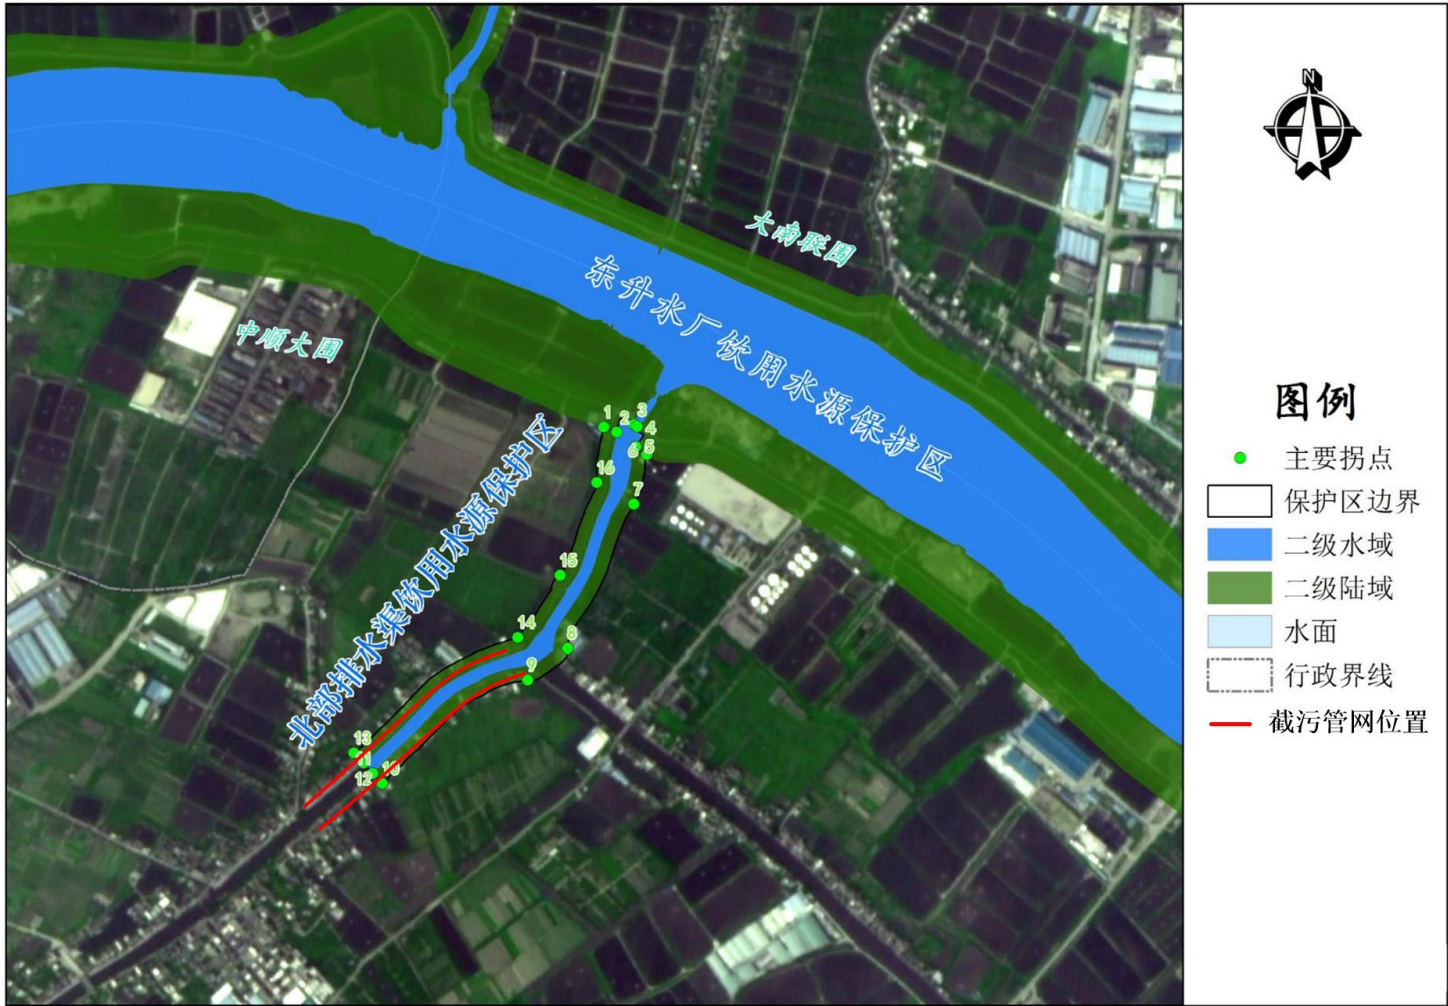 N
大南联围
东升水厂饮用水源保护区
中顺大围
北部排水渠饮用水源保护区
1
2
3
4
5
6
16
7
15
14
8
9
13
11
12
10
图例
主要拐点
保护区边界
二级水域
二级陆域
水面
行政界线
截污管网位置